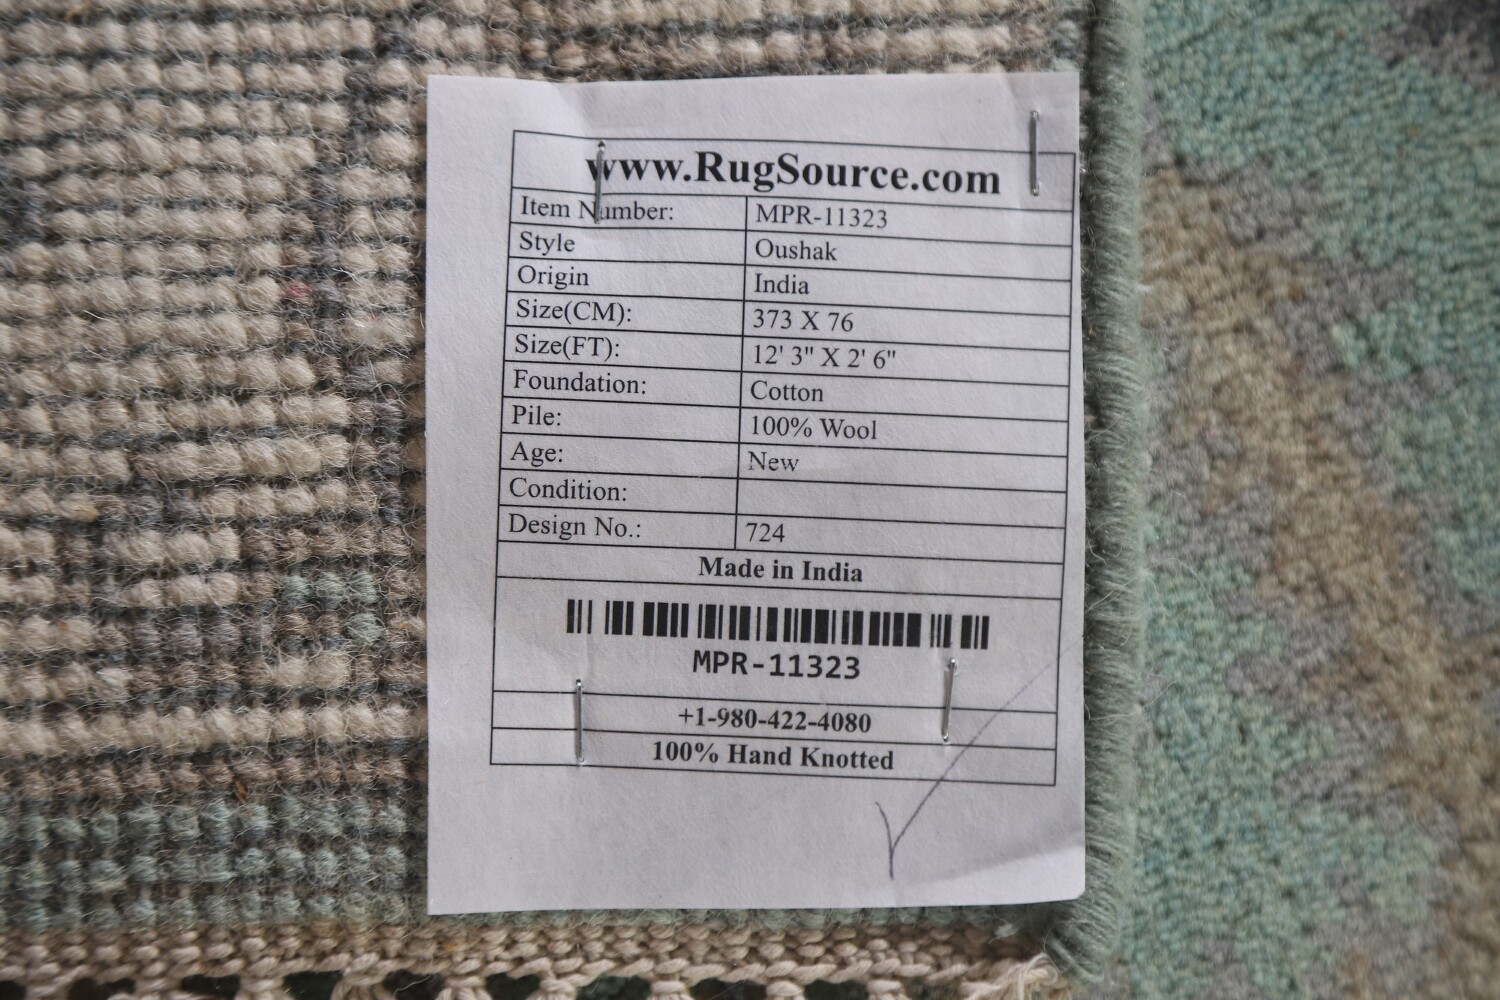 www.RugSource.com
Item Number: MPR-11323
Style Oushak
Origin India
Size(CM): 373 X 76
Size(FT): 12' 3" X 2' 6"
Foundation: Cotton
Pile: 100% Wool
Age: New
Condition:
Design No.: 724
Made in India
MPR-11323
+1-980-422-4080
100% Hand Knotted